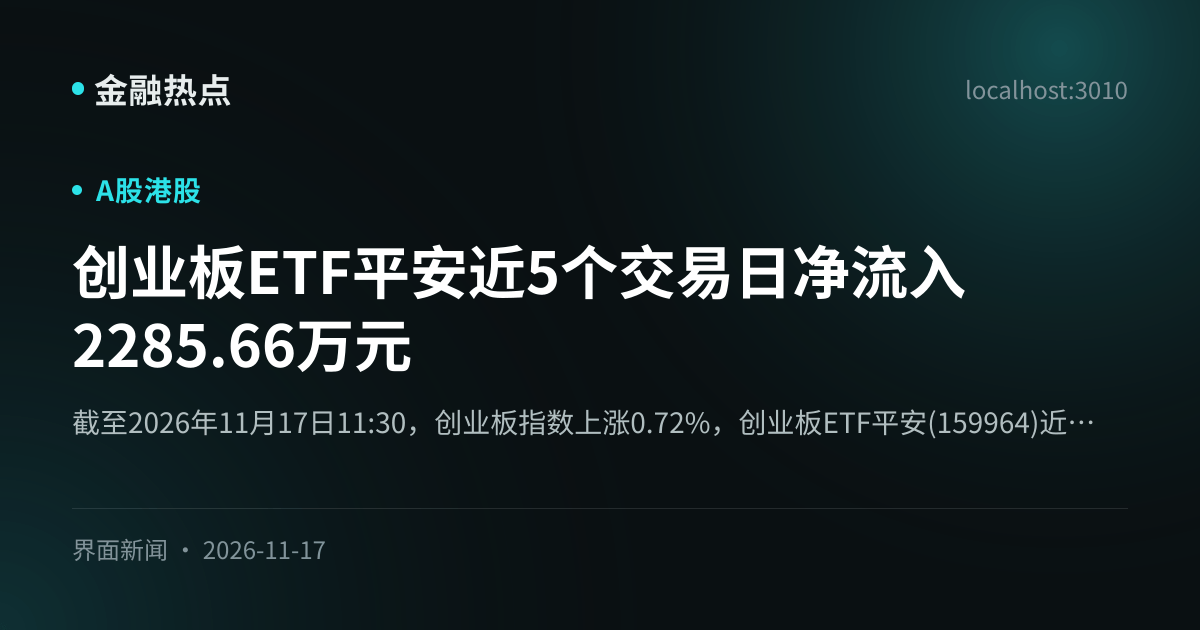 金融热点
localhost:3010
A股港股
创业板ETF平安近5个交易日净流入
2285.66万元
截至2026年11月17日11:30，创业板指数上涨0.72%，创业板ETF平安(159964)近…
界面新闻 • 2026-11-17